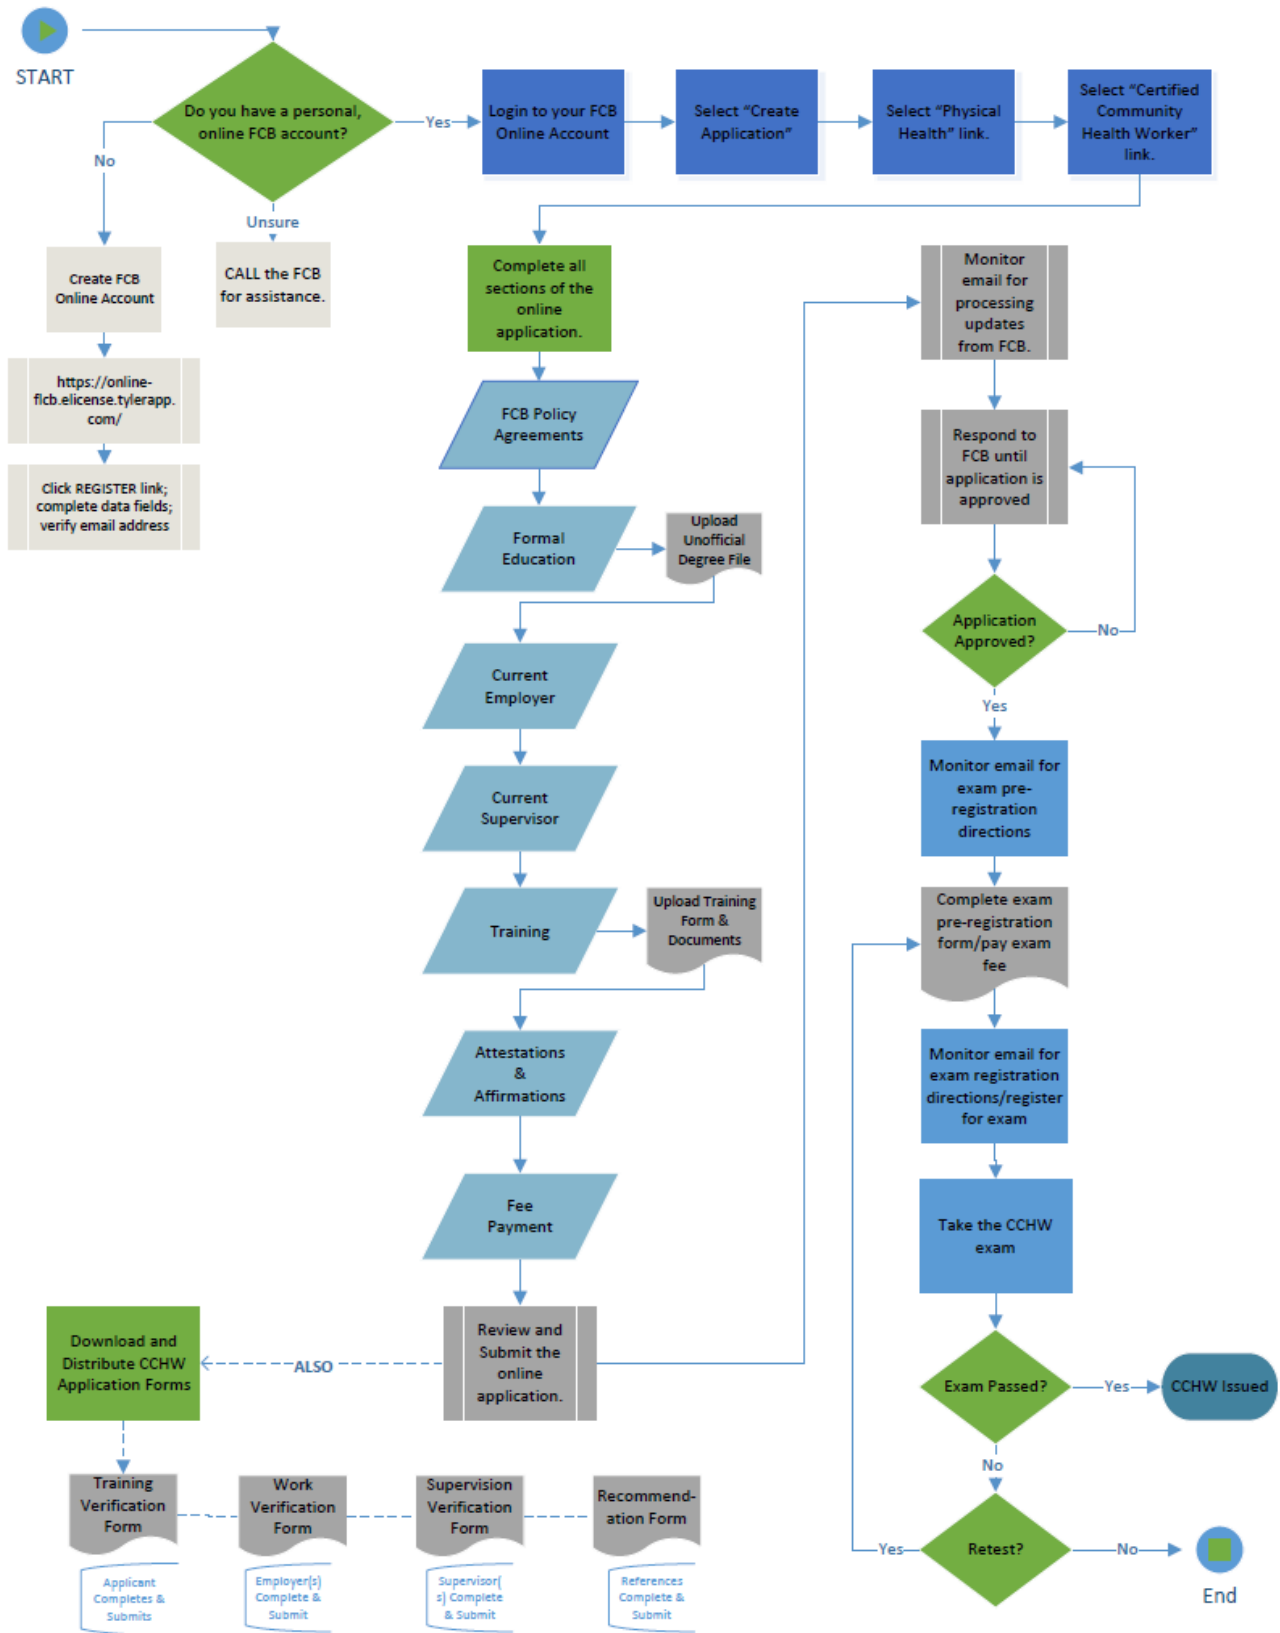 START
Do you have a personal,
online FCB account?
Yes
No
Unsure
Login to your FCB
Online Account
Select “Create
Application”
Select “Physical
Health” link.
Select “Certified
Community
Health Worker”
link.
Create FCB
Online Account
CALL the FCB
for assistance.
https://online-
flcb.elicense.tylerapp.
com/
Click REGISTER link;
complete data fields;
verify email address
Complete all
sections of the
online
application.
FCB Policy
Agreements
Formal
Education
Upload
Unofficial
Degree File
Current
Employer
Current
Supervisor
Training
Upload Training
Form &
Documents
Attestations
&
Affirmations
Fee
Payment
Review and
Submit the
online
application.
ALSO
Download and
Distribute CCHW
Application Forms
Training
Verification
Form
Work
Verification
Form
Supervision
Verification
Form
Recommend-
ation Form
Applicant
Completes &
Submits
Employer(s)
Complete &
Submit
Supervisor(
s) Complete
& Submit
References
Complete &
Submit
Monitor
email for
processing
updates
from FCB.
Respond to
FCB until
application is
approved
Application
Approved?
No
Yes
Monitor email for
exam pre-
registration
directions
Complete exam
pre-registration
form/pay exam
fee
Monitor email for
exam registration
directions/register
for exam
Take the CCHW
exam
Exam Passed?
Yes
CCHW Issued
No
Retest?
Yes
No
End